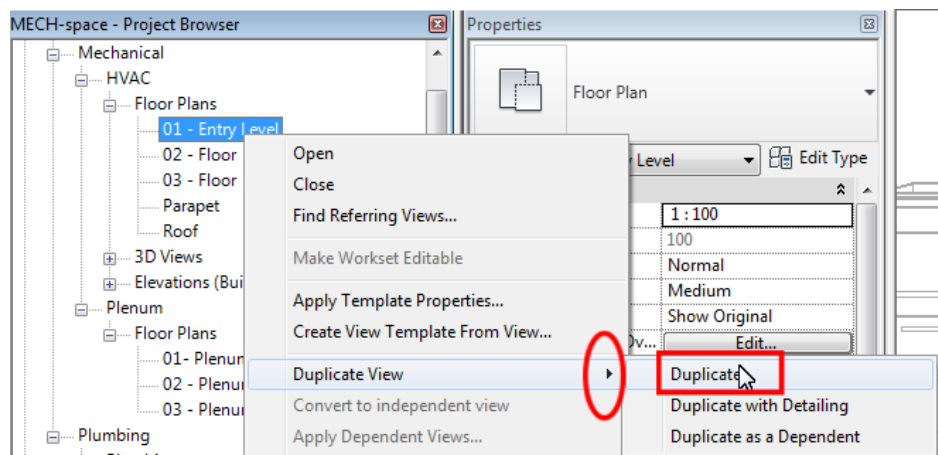 MECH-space - Project Browser
Mechanical
HVAC
Floor Plans
01 - Entry Level
02 - Floor
03 - Floor
Parapet
Roof
3D Views
Elevations (Bui
Plenum
Floor Plans
01- Plenur
02 - Plenu
03 - Plenu
Plumbing
Open
Close
Find Referring Views...
Make Workset Editable
Apply Template Properties...
Create View Template From View...
Duplicate View
Convert to independent view
Apply Dependent Views...
Properties
Floor Plan
Level
Edit Type
1 : 100
100
Normal
Medium
Show Original
Ov... Edit...
Duplicate
Duplicate with Detailing
Duplicate as a Dependent